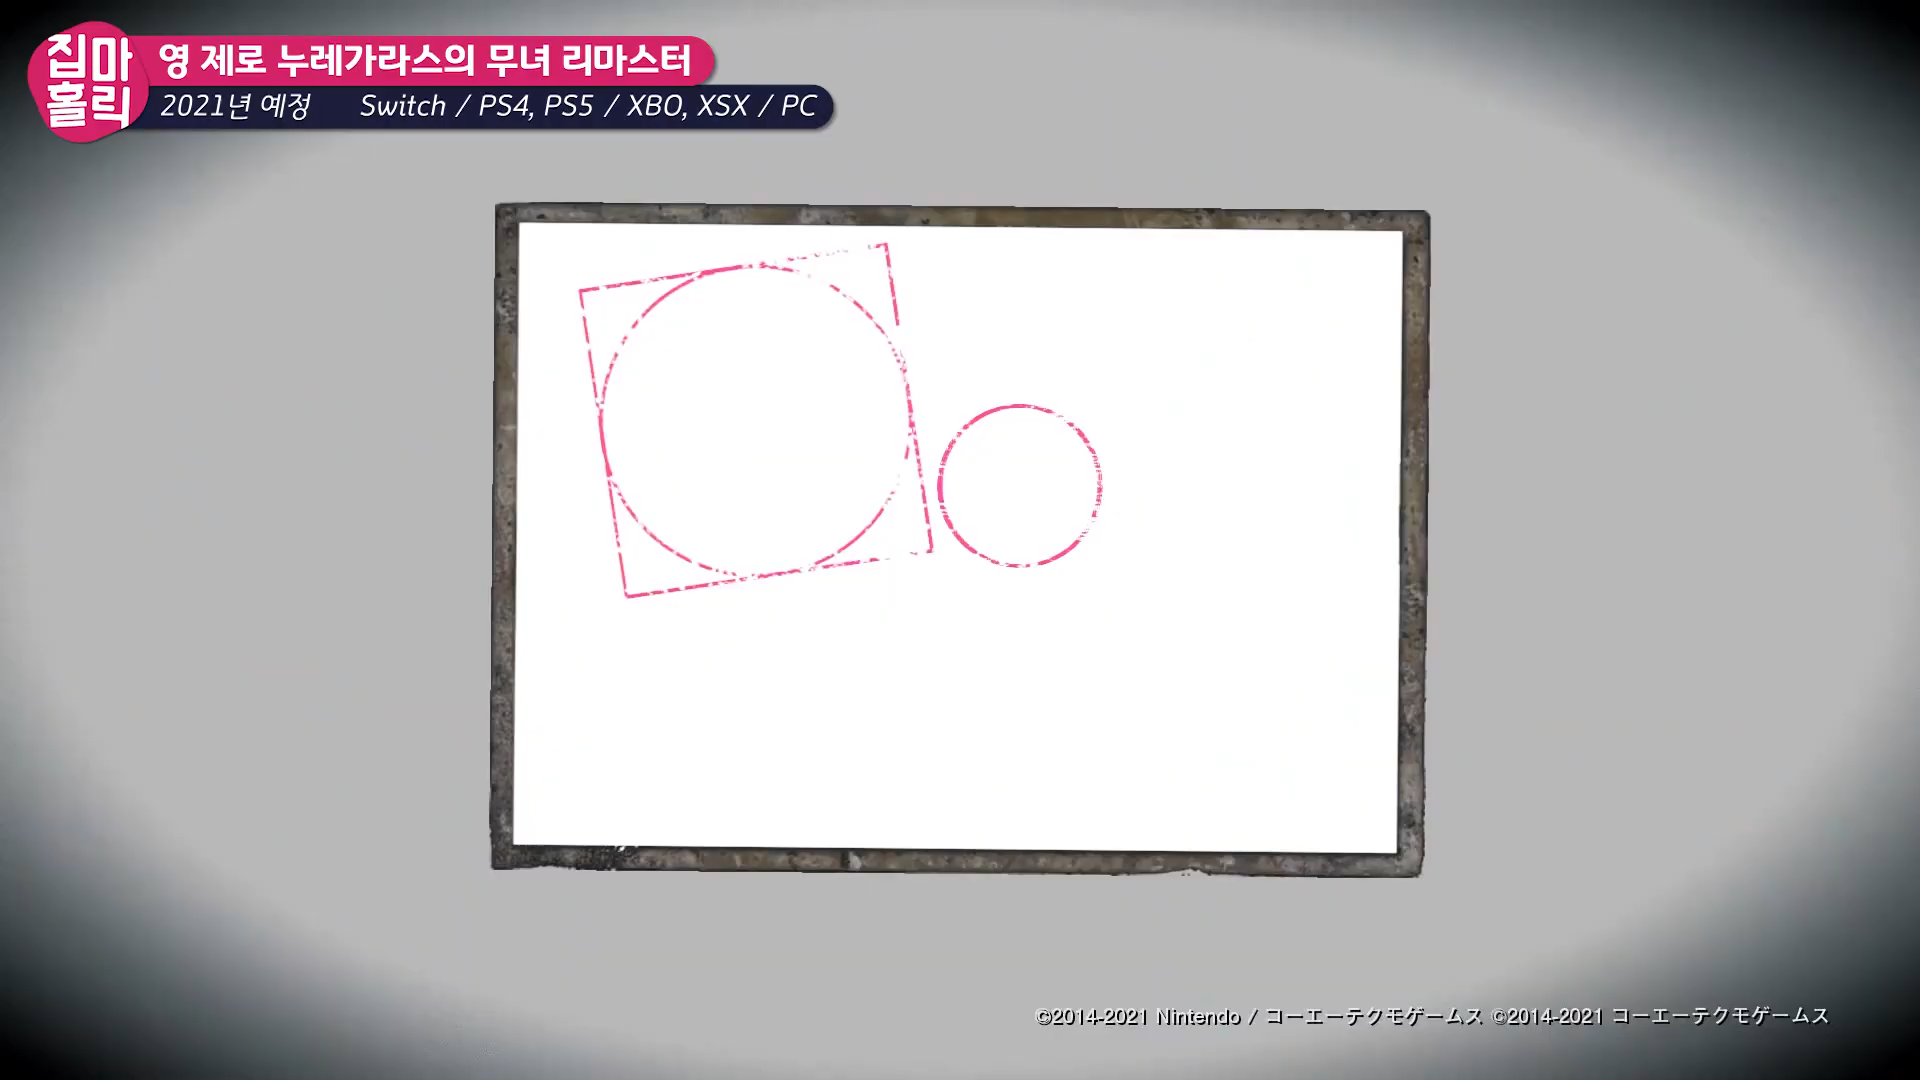 집마
홀릭
영 제로 누레가라스의 무녀 리마스터
2021년 예정 Switch / PS4, PS5 / XBO, XSX / PC
©2014-2021 Nintendo / コーエーテクモゲームス ©2014-2021 コーエーテクモゲームス